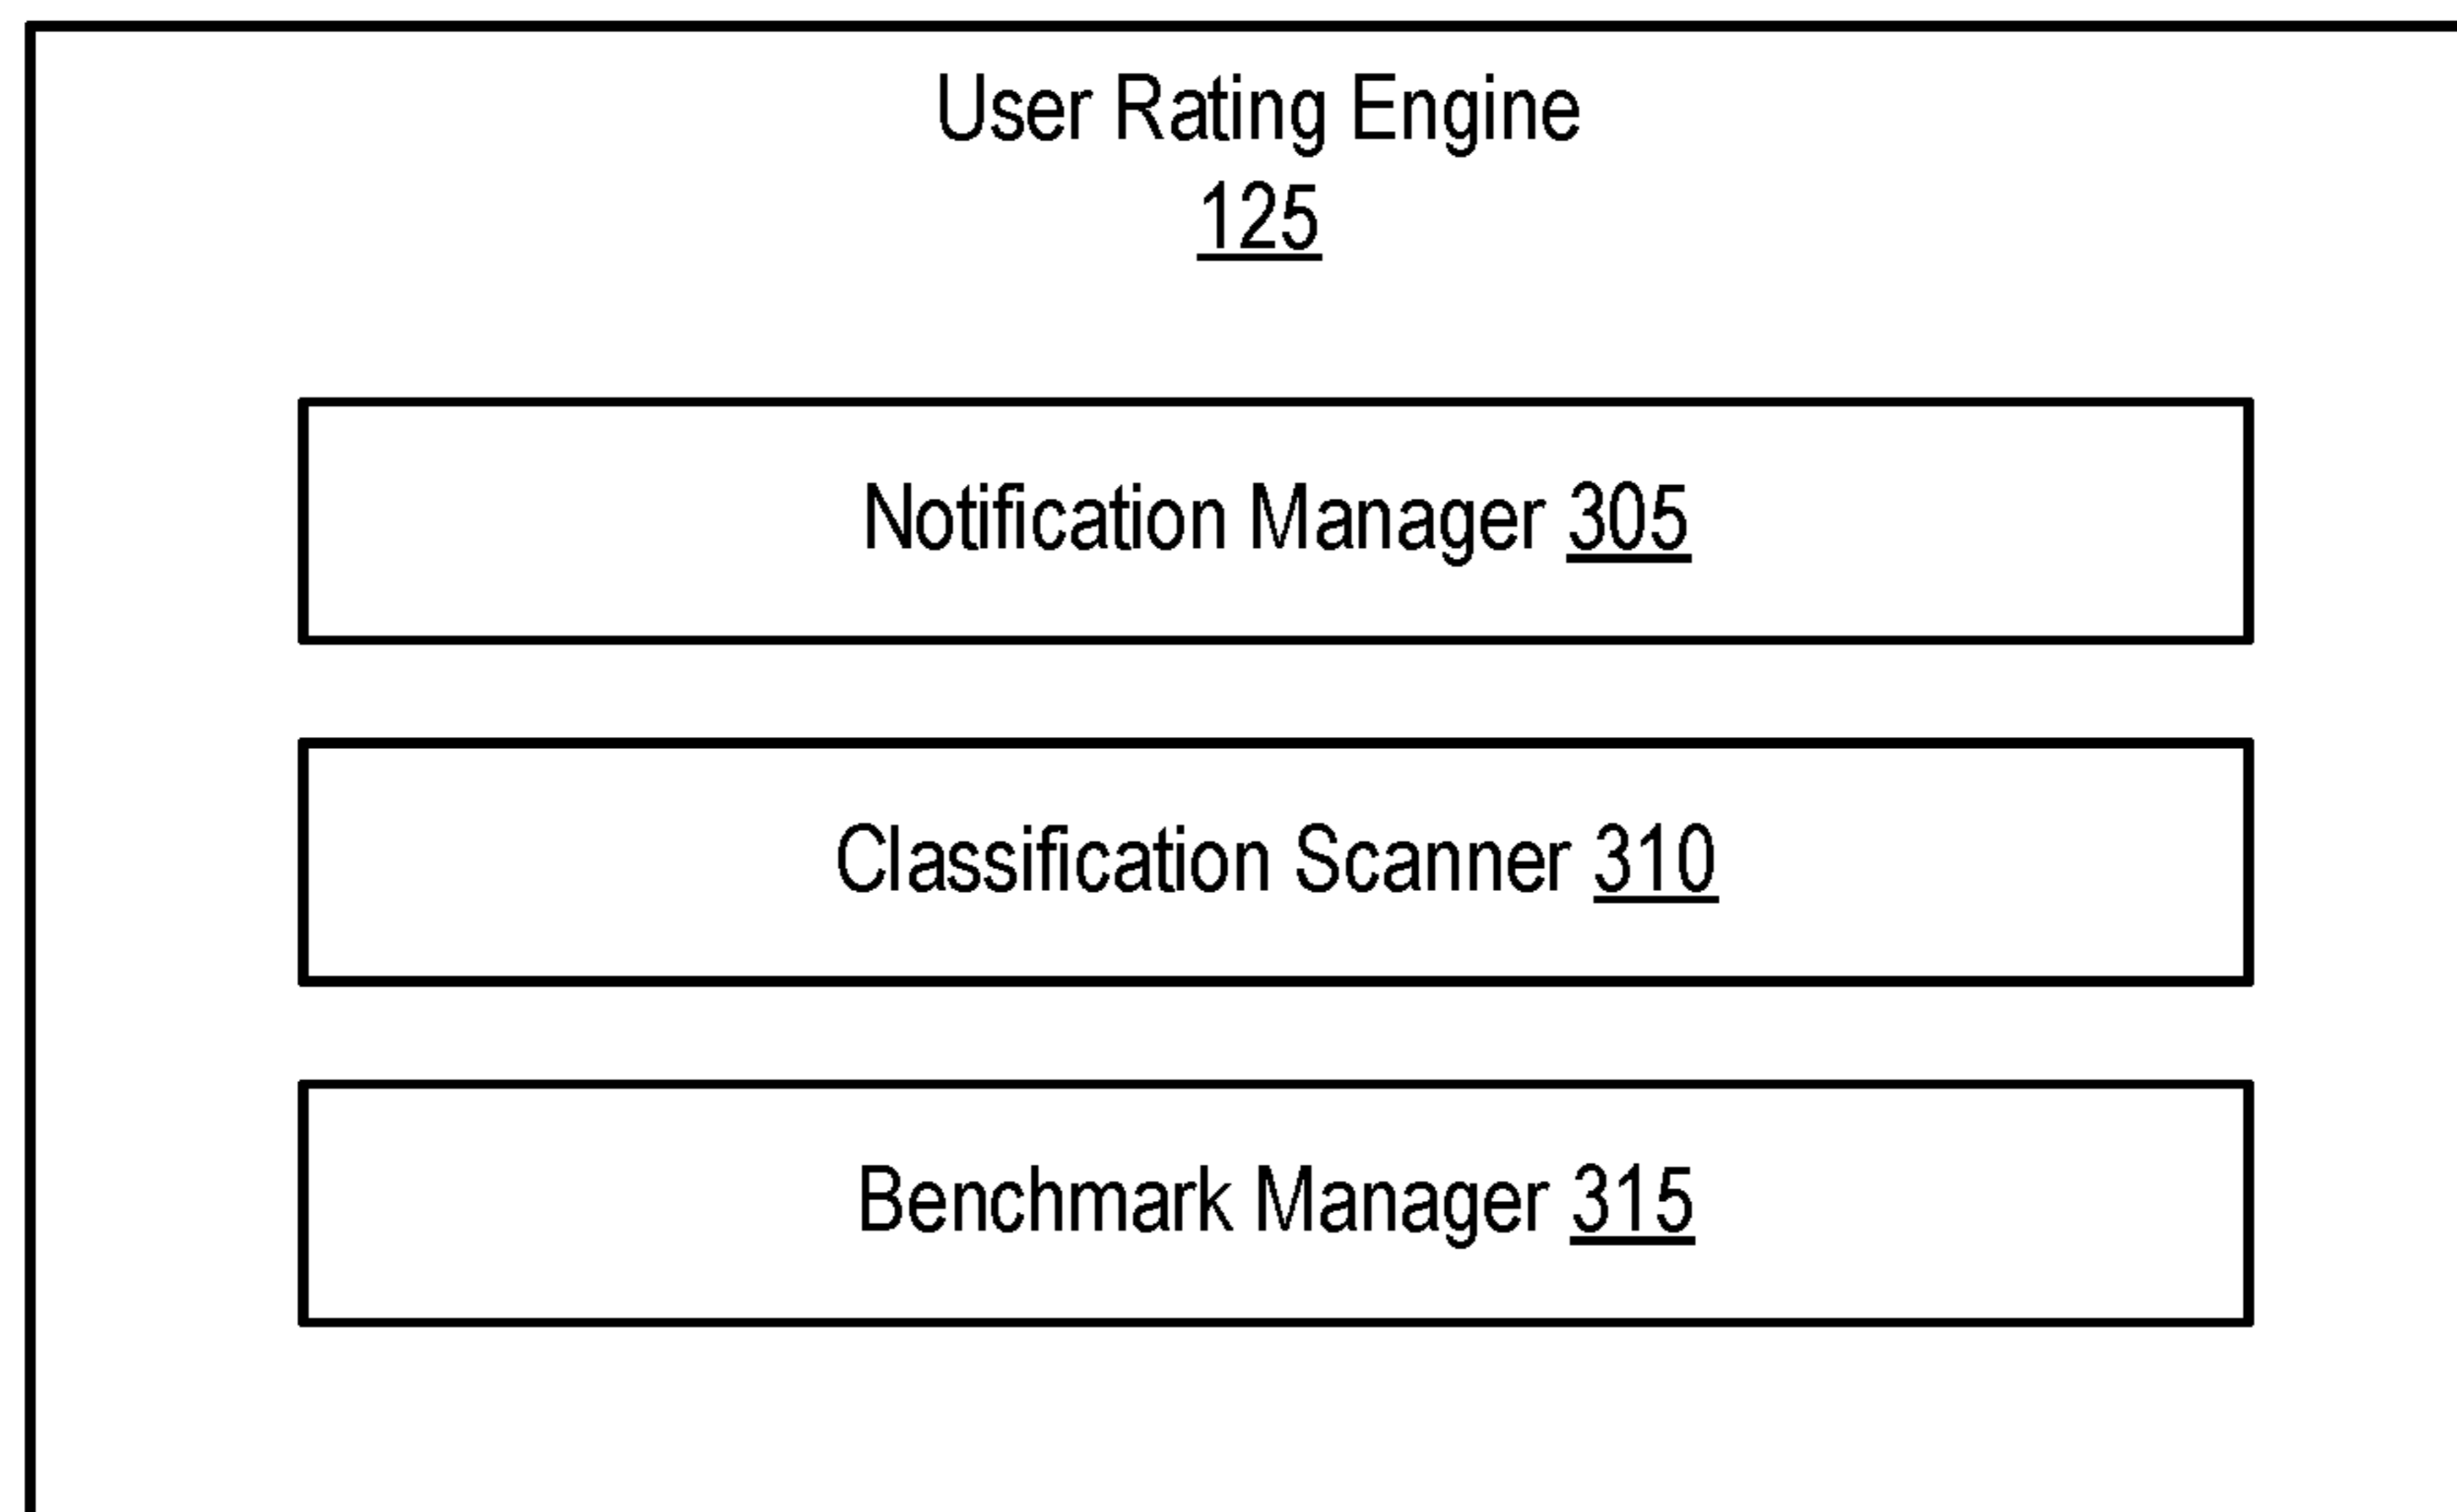 User Rating Engine
125
Notification Manager 305
Classification Scanner 310
Benchmark Manager 315